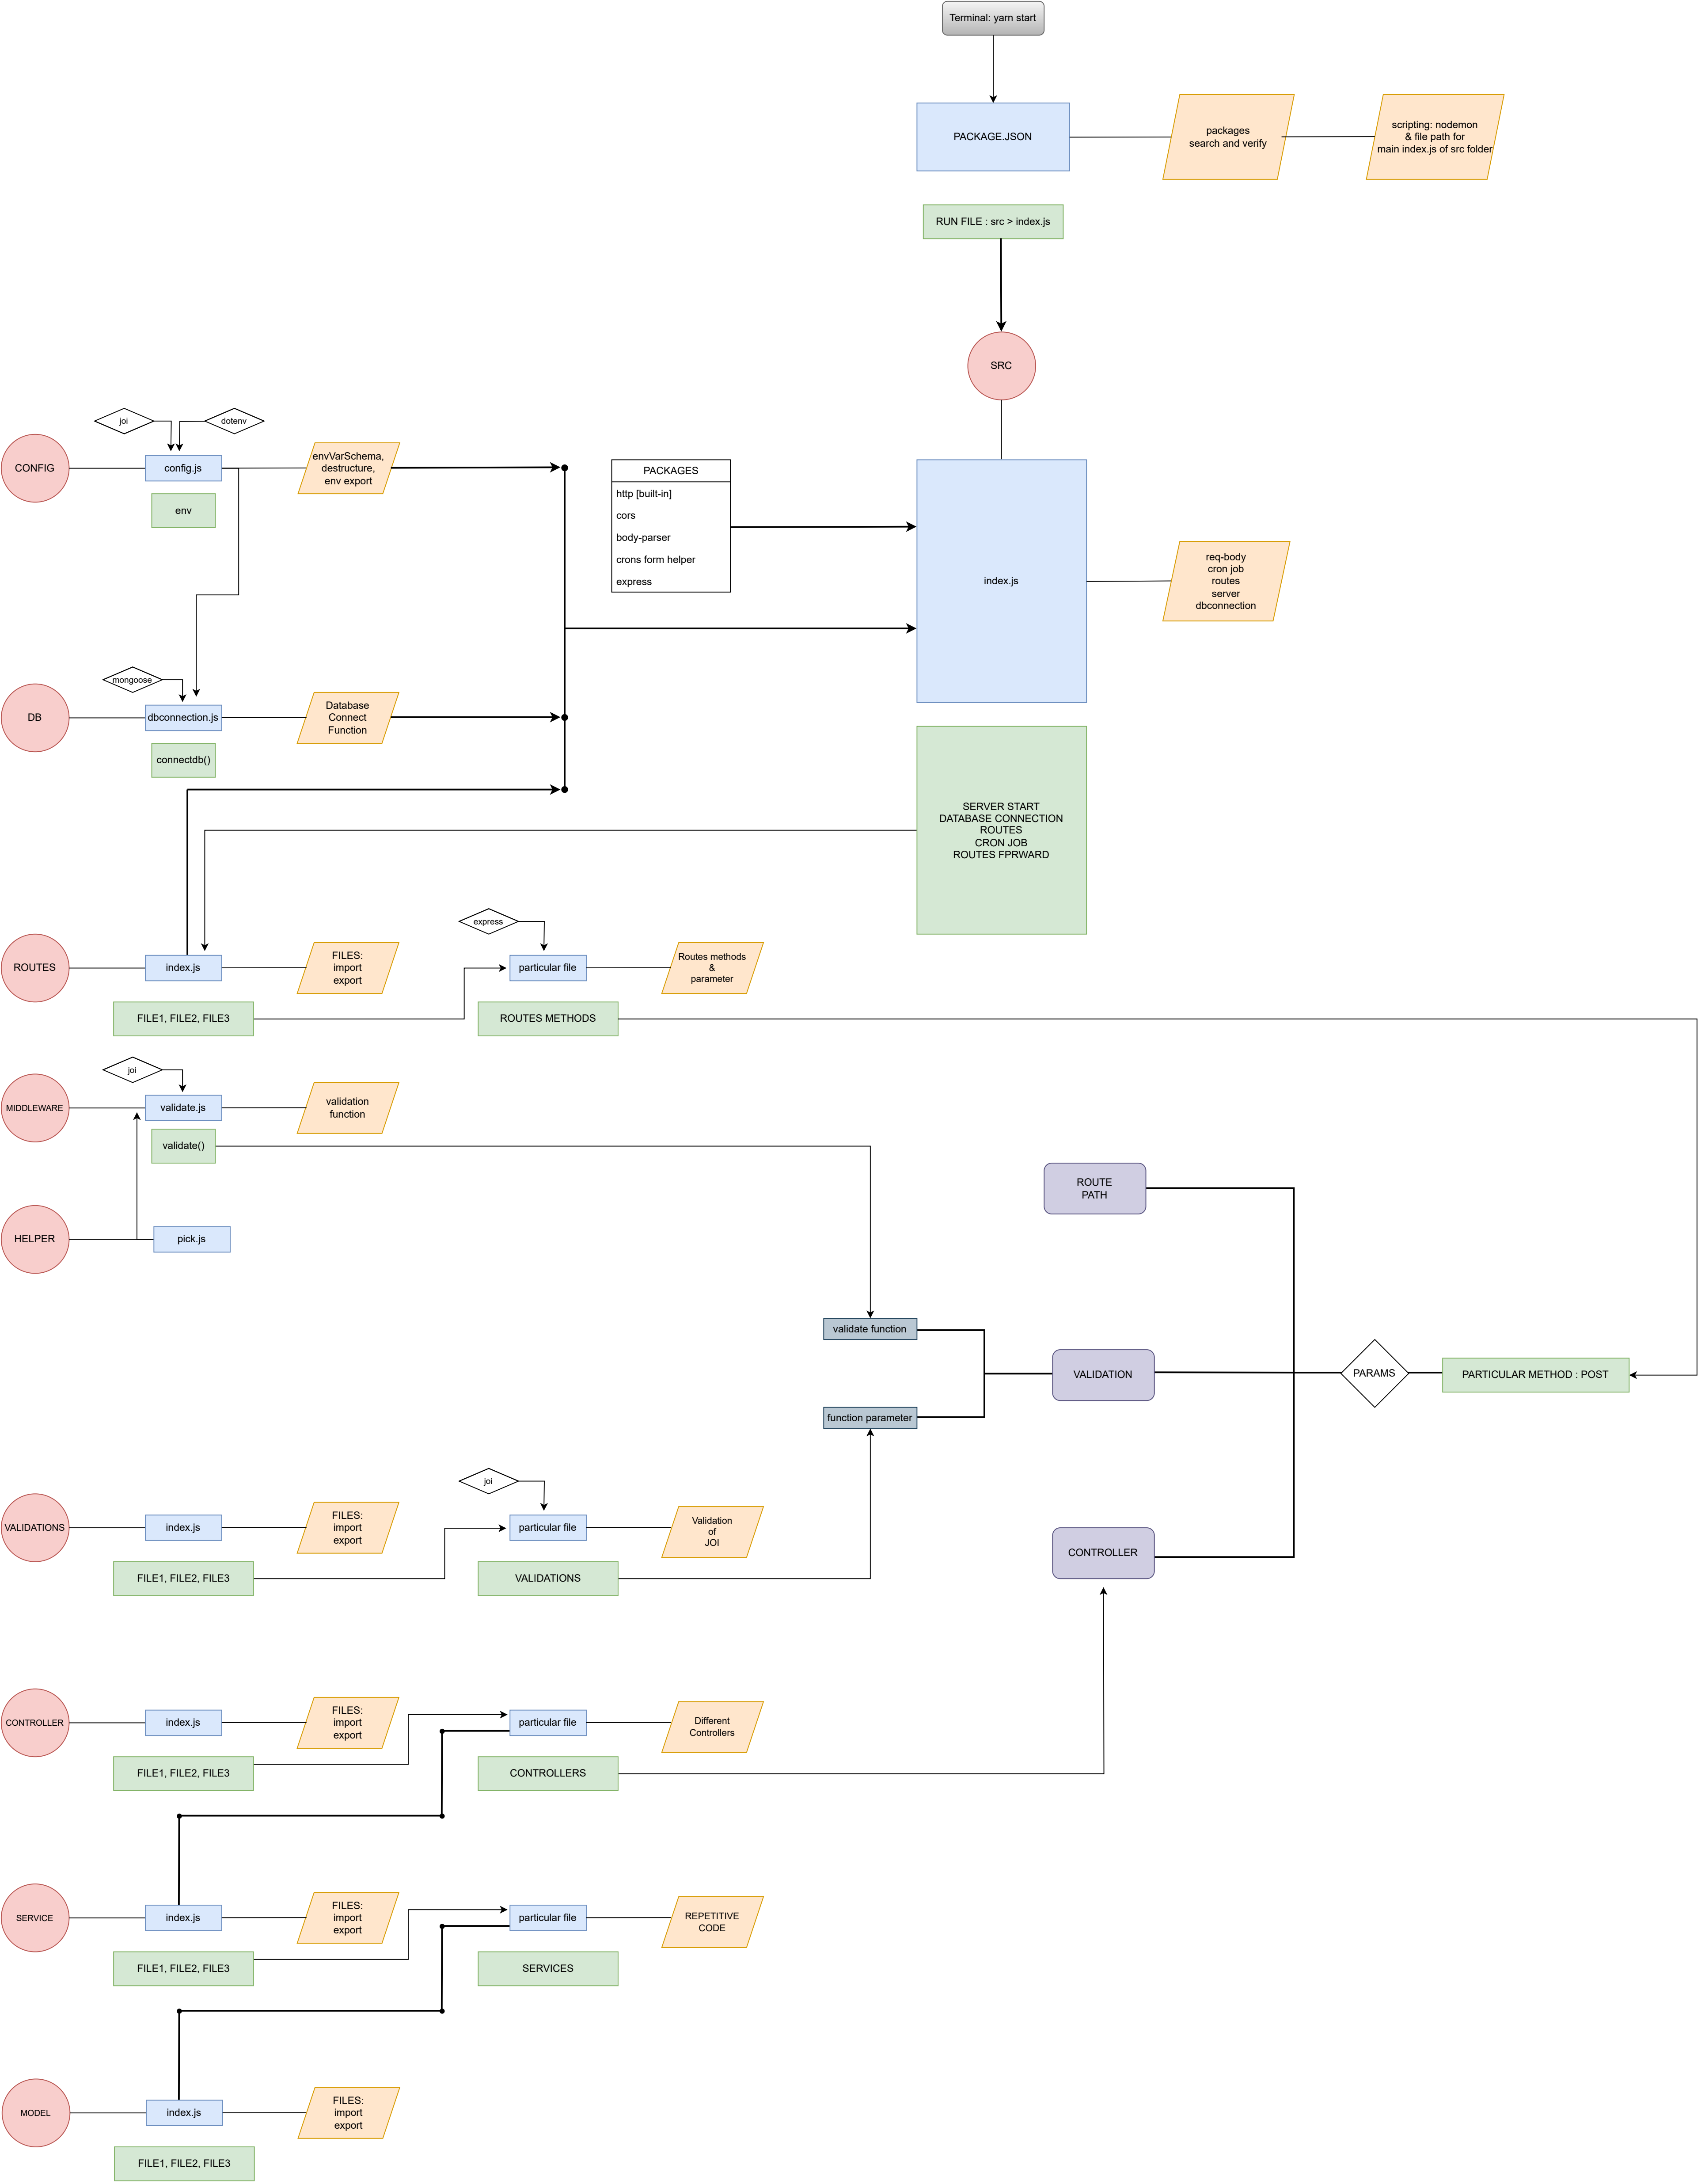 Terminal: yarn start
PACKAGE.JSON
packages
search and verify
scripting: nodemon
& file path for
main index.js of src folder
RUN FILE : src > index.js
SRC
joi
dotenv
CONFIG
config.js
envVarSchema,
destructure,
env export
env
PACKAGES
http [built-in]
cors
body-parser
crons form helper
express
index.js
req-body
cron job
routes
server
dbconnection
mongoose
DB
dbconnection.js
Database
Connect
Function
connectdb()
SERVER START
DATABASE CONNECTION
ROUTES
CRON JOB
ROUTES FPRWARD
express
ROUTES
index.js
FILES:
import
export
particular file
Routes methods
&
parameter
FILE1, FILE2, FILE3
ROUTES METHODS
joi
MIDDLEWARE
validate.js
validation
function
validate()
ROUTE
PATH
HELPER
pick.js
validate function
VALIDATION
PARAMS
PARTICULAR METHOD : POST
function parameter
joi
VALIDATIONS
index.js
FILES:
import
export
particular file
Validation
of
JOI
CONTROLLER
FILE1, FILE2, FILE3
VALIDATIONS
CONTROLLER
index.js
FILES:
import
export
particular file
Different
Controllers
FILE1, FILE2, FILE3
CONTROLLERS
SERVICE
index.js
FILES:
import
export
particular file
REPETITIVE
CODE
FILE1, FILE2, FILE3
SERVICES
MODEL
index.js
FILES:
import
export
FILE1, FILE2, FILE3